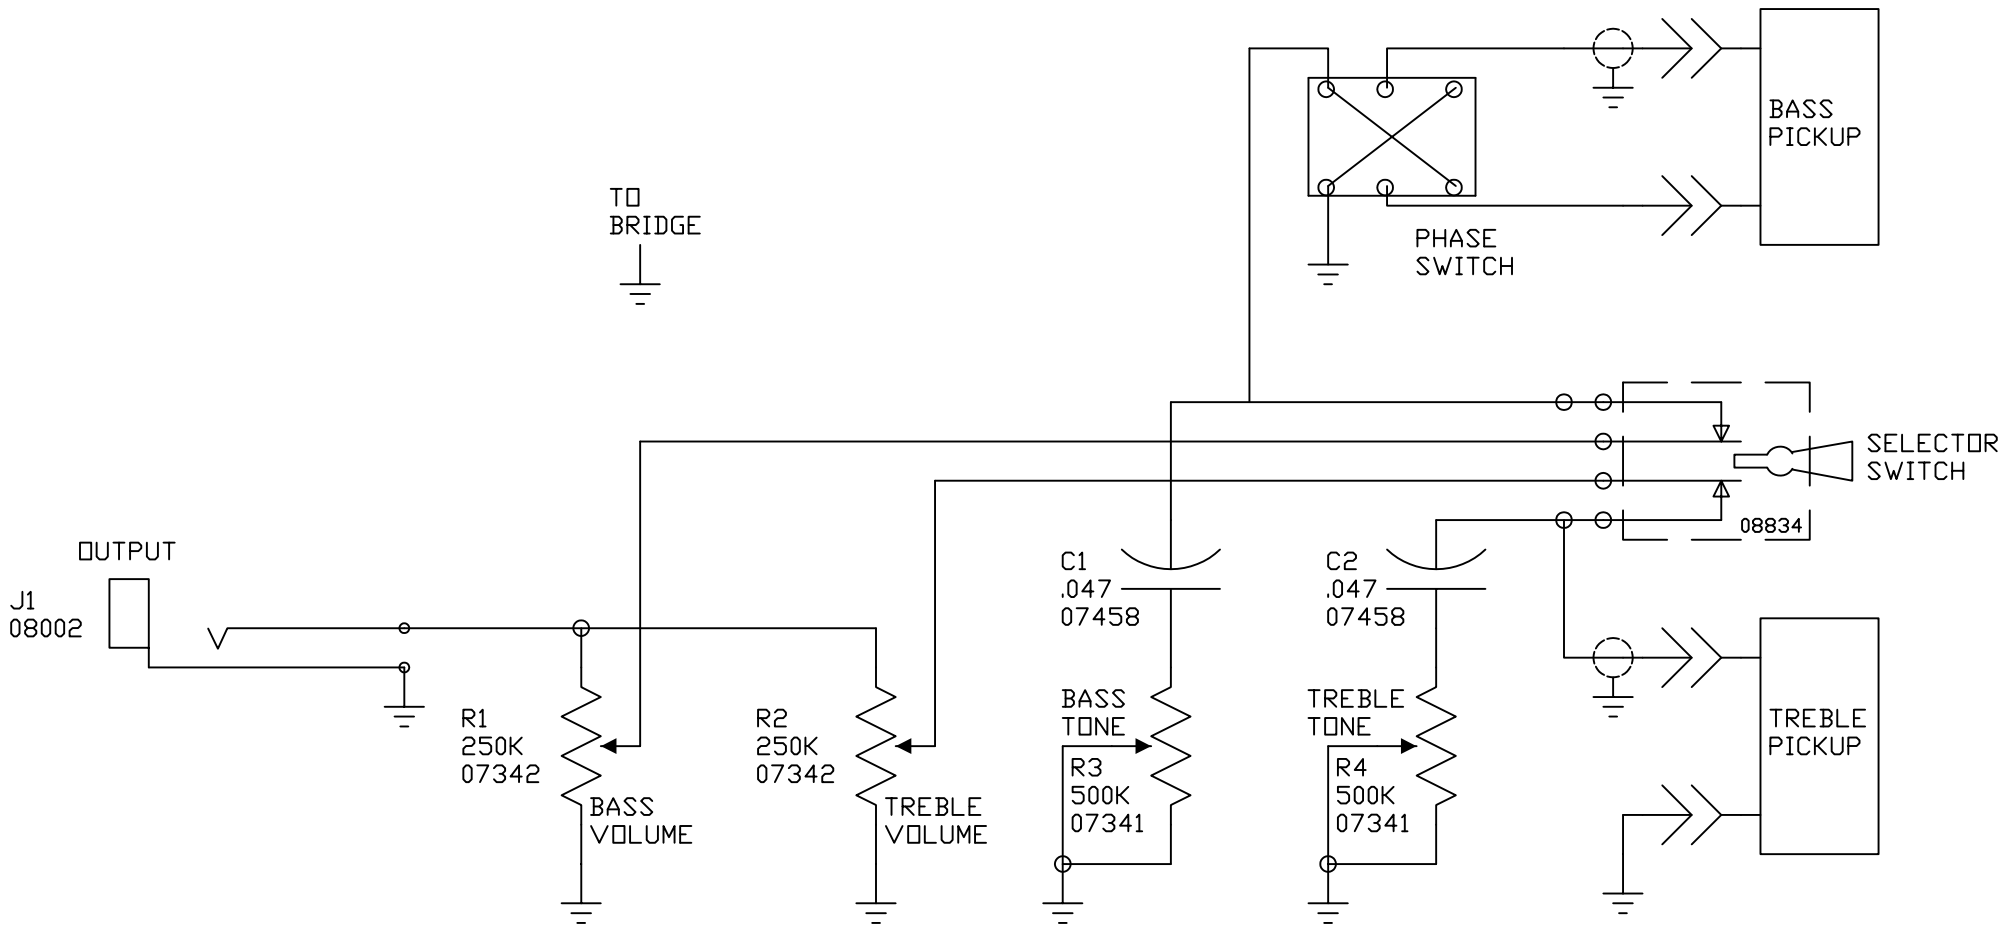 BASS
PICKUP
TO
BRIDGE
PHASE
SWITCH
SELECTOR
SWITCH
08834
OUTPUT
J1
08002
C1
.047
07458
C2
.047
07458
R1
250K
07342
BASS
VOLUME
R2
250K
07342
TREBLE
VOLUME
BASS
TONE
R3
500K
07341
TREBLE
TONE
R4
500K
07341
TREBLE
PICKUP